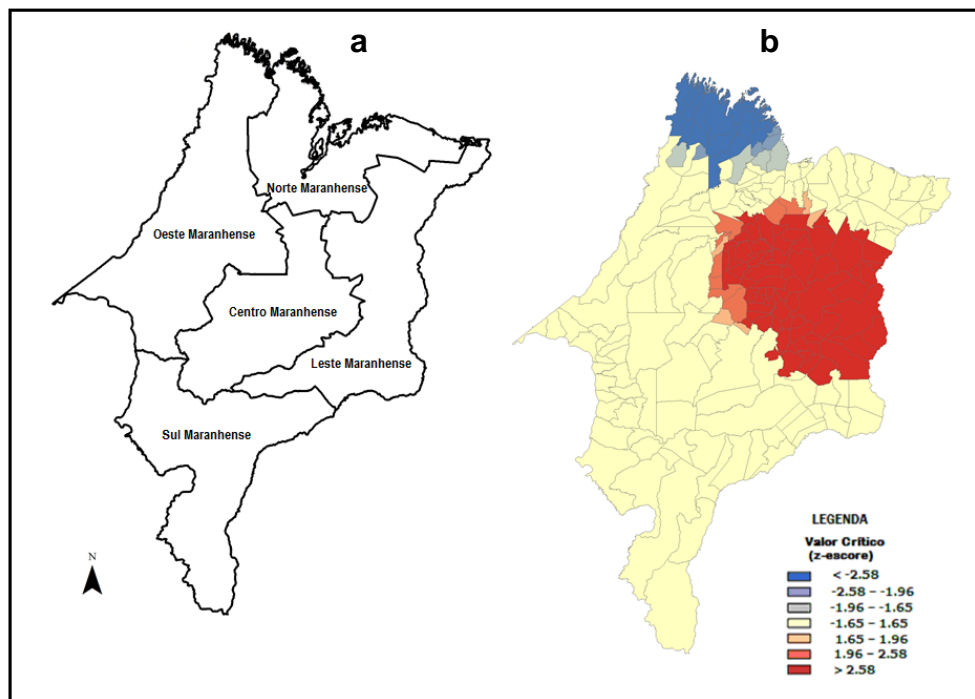 a
b
Norte Maranhense
Oeste Maranhense
Centro Maranhense
Leste Maranhense
Sul Maranhense
N
LEGENDA
Valor Crítico
(z-escore)
< -2.58
-2.58 – -1.96
-1.96 – -1.65
-1.65 – 1.65
1.65 – 1.96
1.96 – 2.58
> 2.58